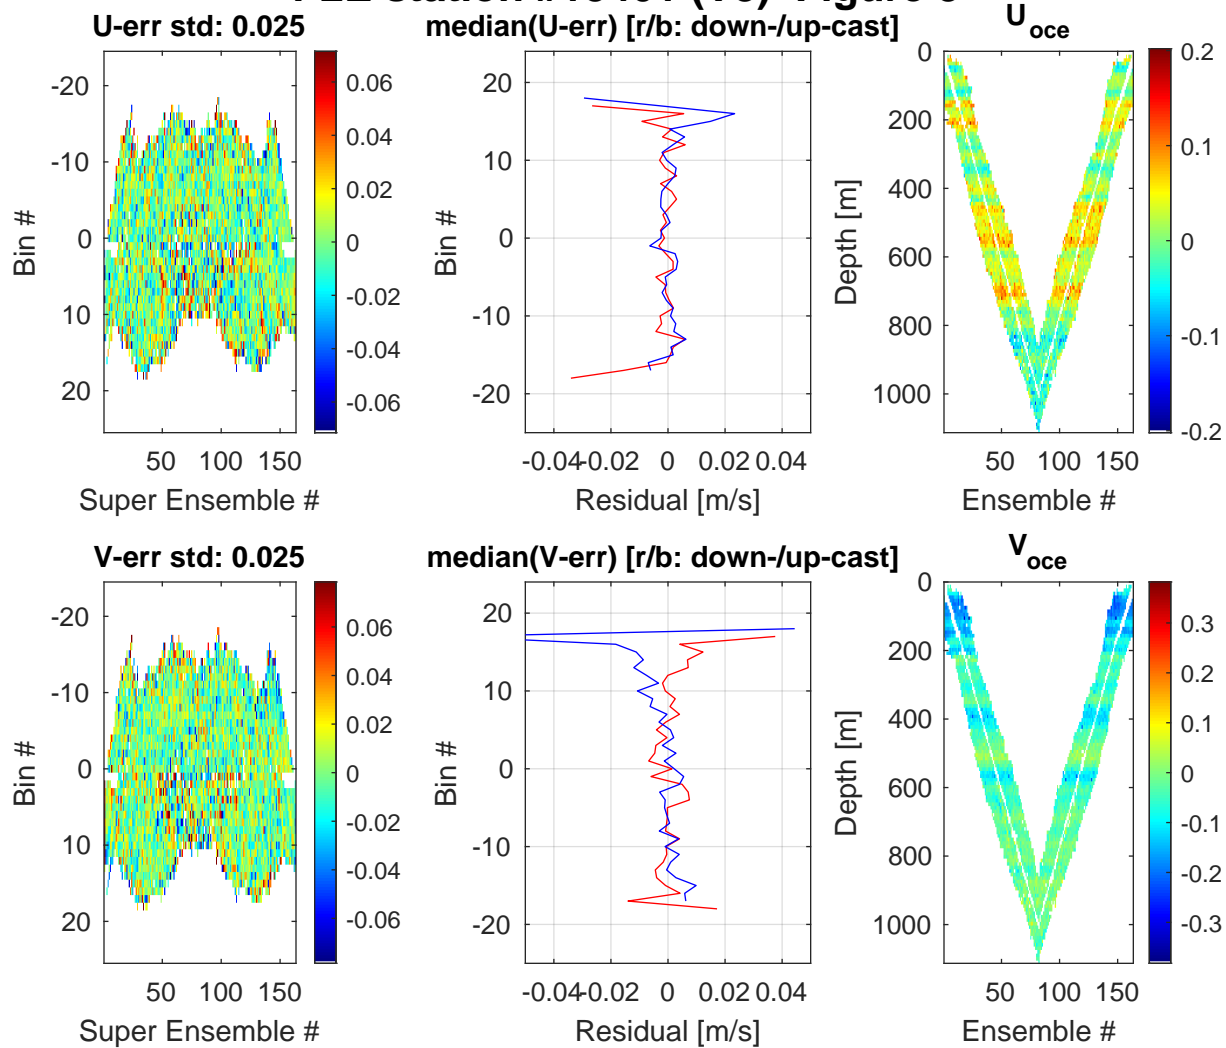 U-err std: 0.025
median(U-err) [r/b: down-/up-cast]
U_oce
-20
-10
0
10
20
Bin #
50 100 150
Super Ensemble #
0.06
0.04
0.02
0
-0.02
-0.04
-0.06
20
10
0
-10
-20
Bin #
-0.04 -0.02 0 0.02 0.04
Residual [m/s]
0
200
400
600
800
1000
Depth [m]
50 100 150
Ensemble #
0.2
0.1
0
-0.1
-0.2
V-err std: 0.025
median(V-err) [r/b: down-/up-cast]
V_oce
-20
-10
0
10
20
Bin #
50 100 150
Super Ensemble #
0.06
0.04
0.02
0
-0.02
-0.04
-0.06
20
10
0
-10
-20
Bin #
-0.04 -0.02 0 0.02 0.04
Residual [m/s]
0
200
400
600
800
1000
Depth [m]
50 100 150
Ensemble #
0.3
0.2
0.1
0
-0.1
-0.2
-0.3